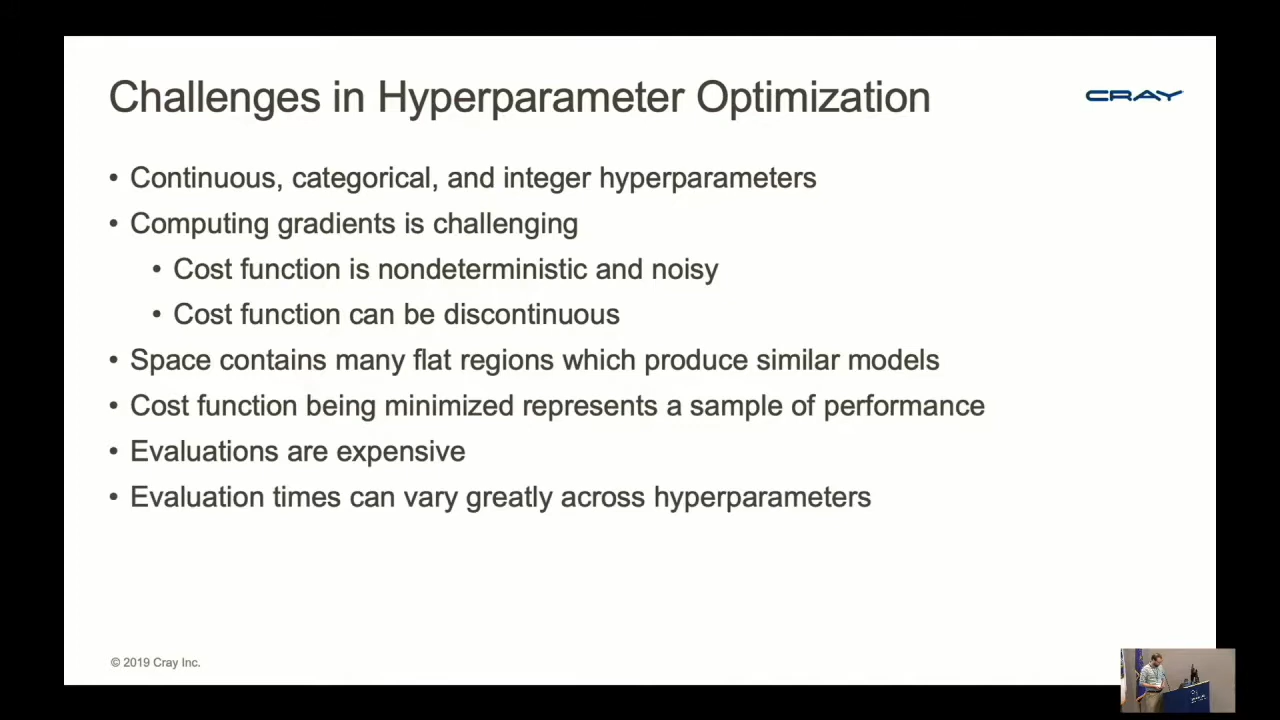 Challenges in Hyperparameter Optimization
CRAY
• Continuous, categorical, and integer hyperparameters
• Computing gradients is challenging
• Cost function is nondeterministic and noisy
• Cost function can be discontinuous
• Space contains many flat regions which produce similar models
• Cost function being minimized represents a sample of performance
• Evaluations are expensive
• Evaluation times can vary greatly across hyperparameters
© 2019 Cray Inc.